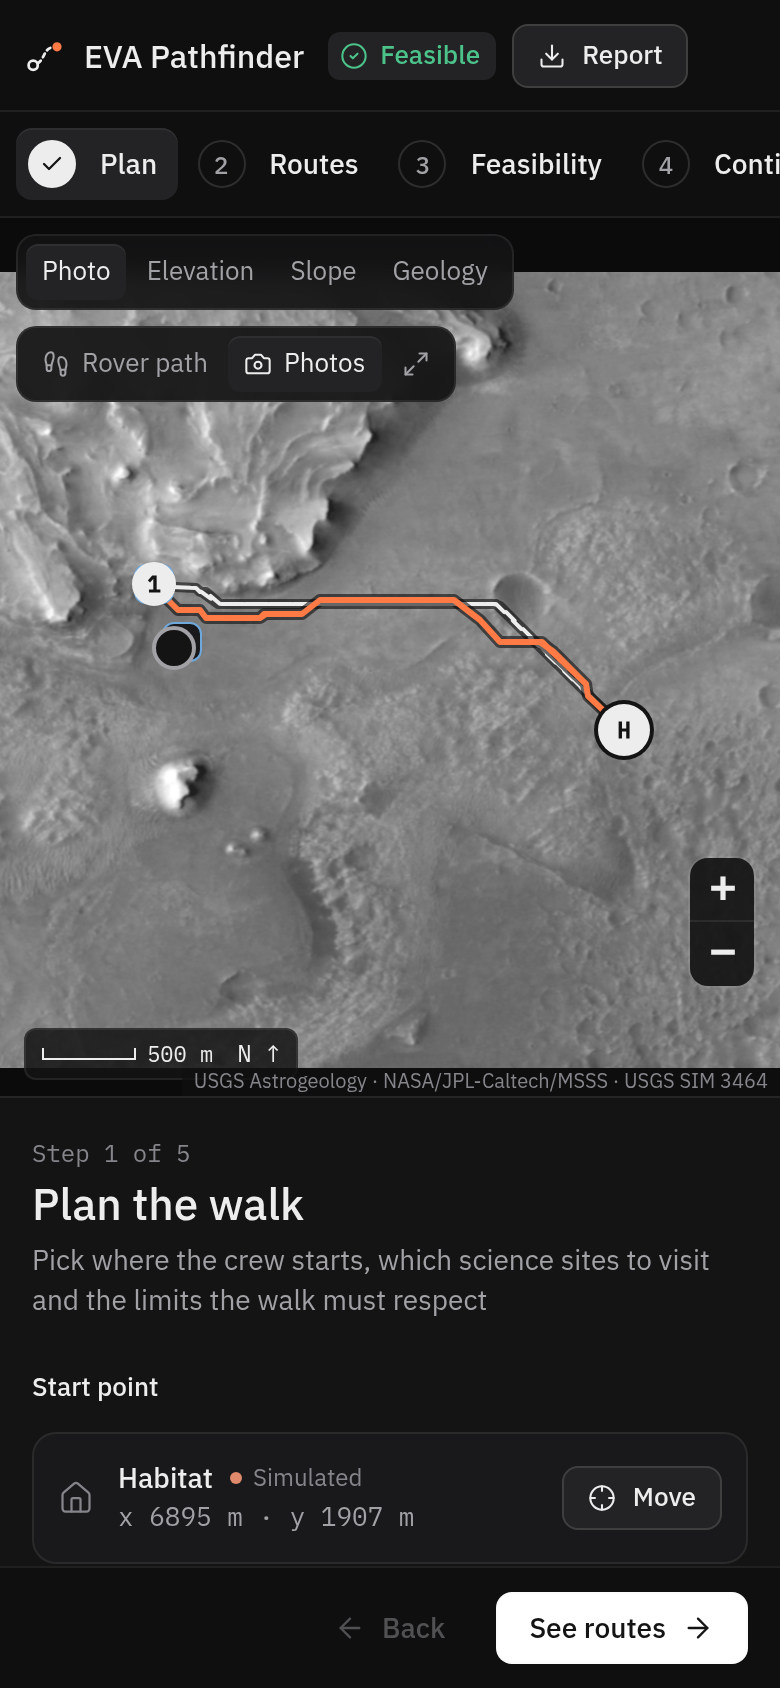 EVA Pathfinder
Feasible
Report
Plan
2 Routes
3 Feasibility
4 Conti
Photo Elevation Slope Geology
Rover path Photos
1
H
+
−
500 m N ↑
USGS Astrogeology · NASA/JPL-Caltech/MSSS · USGS SIM 3464
Step 1 of 5
Plan the walk
Pick where the crew starts, which science sites to visit
and the limits the walk must respect
Start point
Habitat Simulated
x 6895 m · y 1907 m
Move
← Back
See routes →